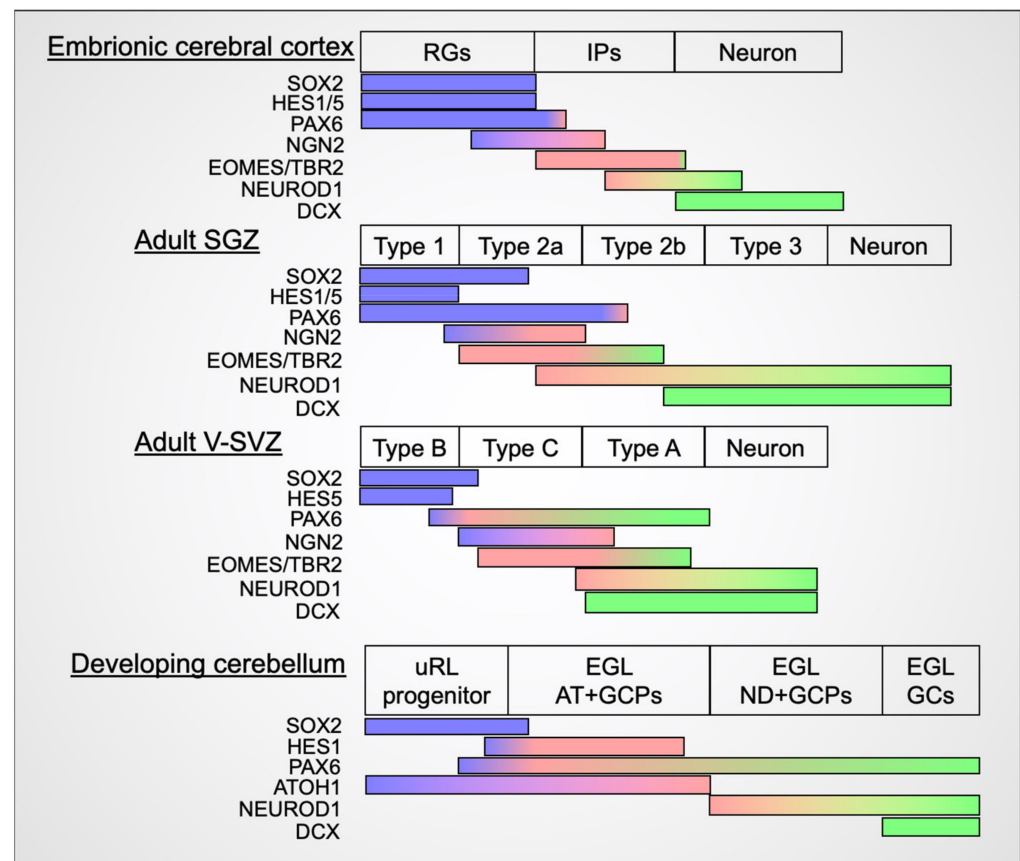 Embrionic cerebral cortex
RGs IPs Neuron
SOX2
HES1/5
PAX6
NGN2
EOMES/TBR2
NEUROD1
DCX
Adult SGZ
Type 1 Type 2a Type 2b Type 3 Neuron
SOX2
HES1/5
PAX6
NGN2
EOMES/TBR2
NEUROD1
DCX
Adult V-SVZ
Type B Type C Type A Neuron
SOX2
HES5
PAX6
NGN2
EOMES/TBR2
NEUROD1
DCX
Developing cerebellum
uRL EGL EGL EGL
progenitor AT+GCPs ND+GCPs GCs
SOX2
HES1
PAX6
ATOH1
NEUROD1
DCX